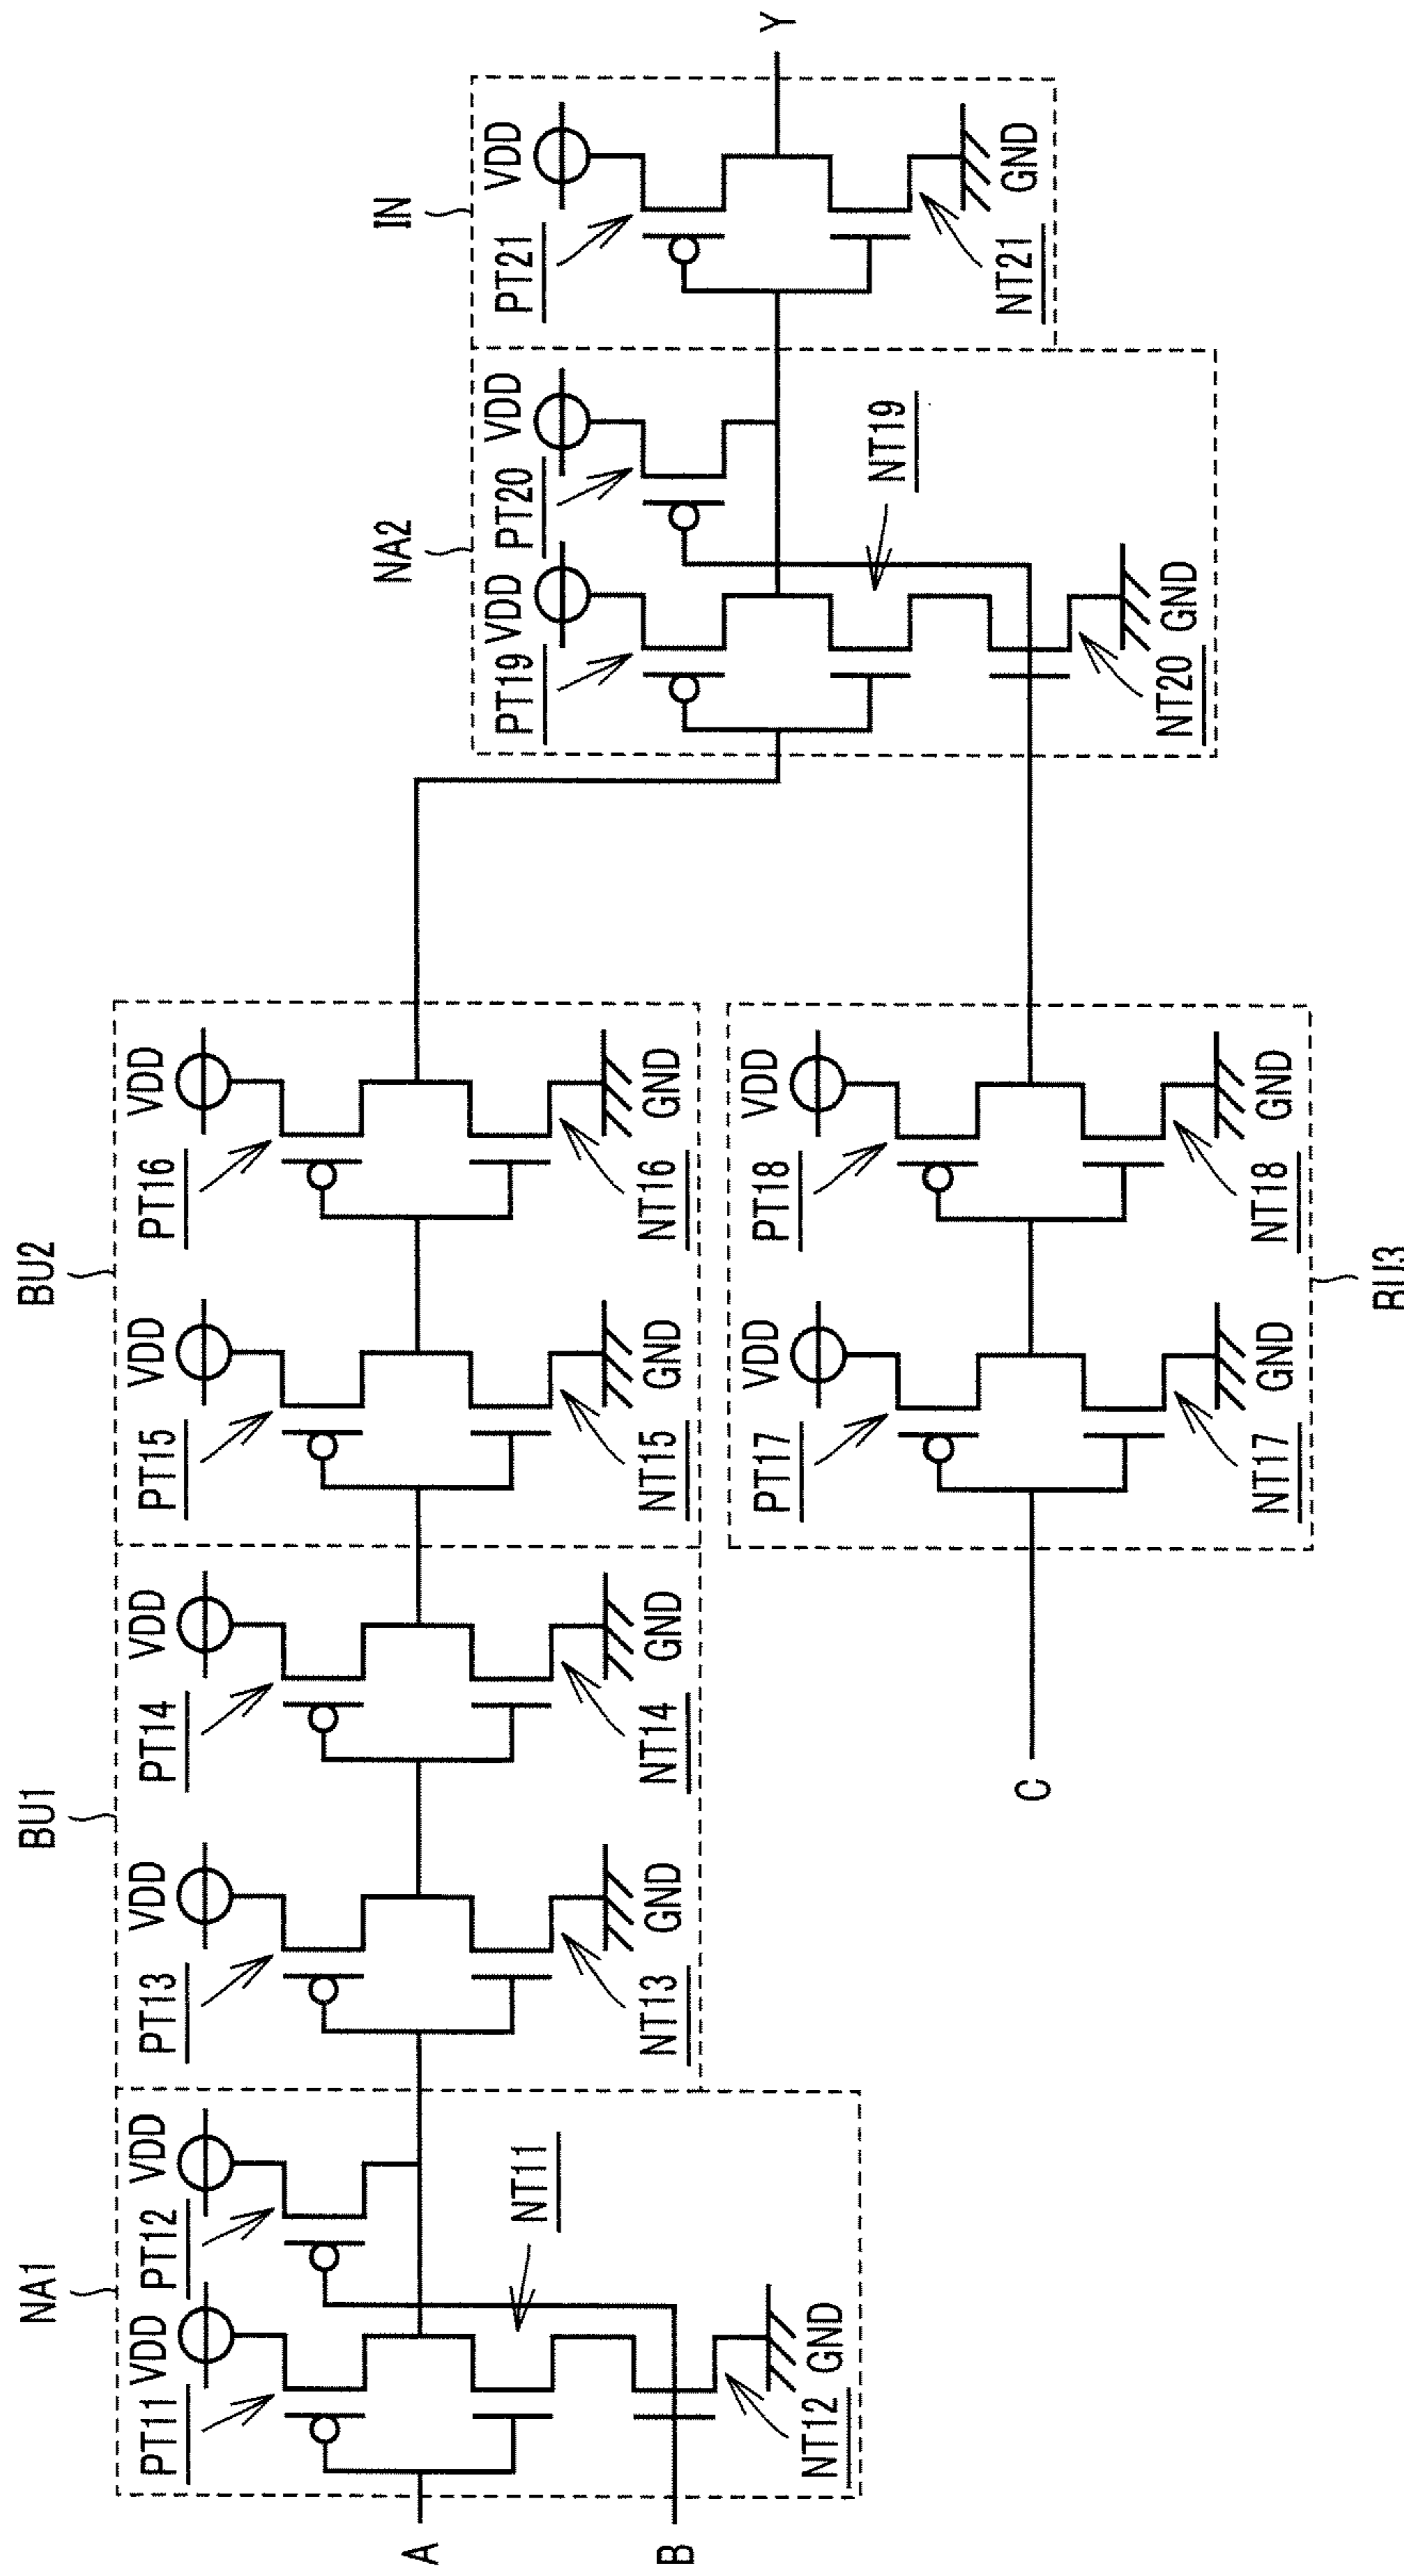 NA1
BU1
BU2
VDD
VDD
VDD
VDD
VDD
VDD
PT11
PT12
PT13
PT14
PT15
PT16
A
NT11
B
NT12
GND
NT13
GND
NT14
GND
NT15
GND
NT16
GND
NA2
IN
VDD
VDD
VDD
PT19
PT20
PT21
Y
NT19
NT20
GND
NT21
GND
VDD
VDD
PT17
PT18
C
NT17
GND
NT18
GND
BU3